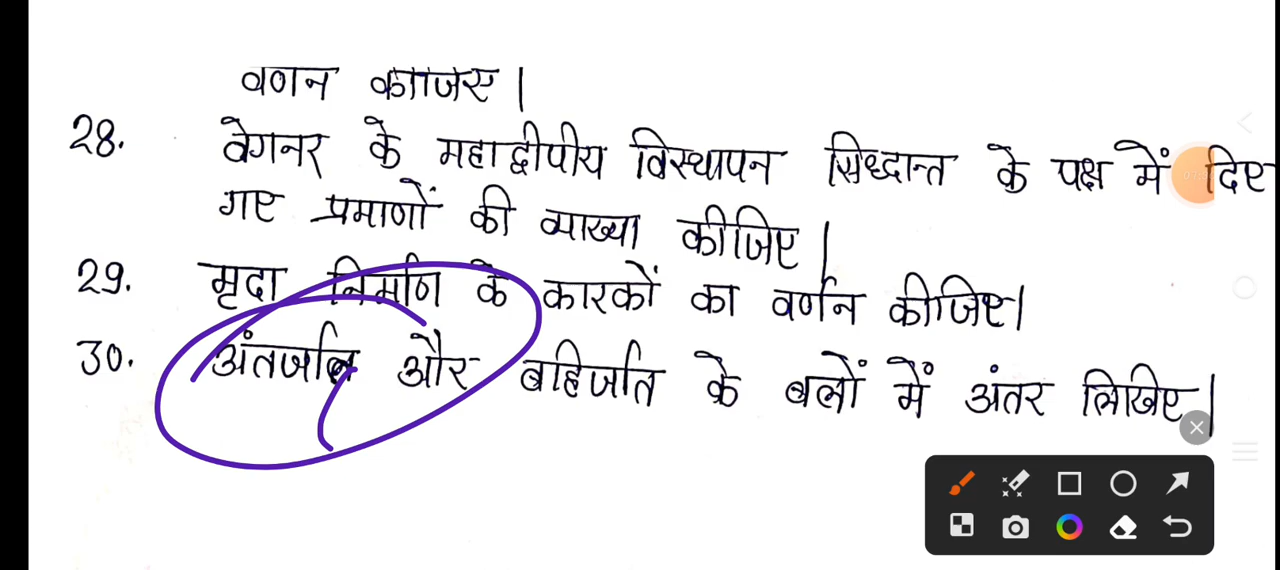 वर्णन कीजिए |
28. वेगनर के महाद्वीपीय विस्थापन सिध्दान्त के पक्ष में दिए
गए प्रमाणों की व्याख्या कीजिए |
29. मृदा निर्माण के कारकों का वर्णन कीजिए।
30. अंतर्जात और बहिर्जात के बलों में अंतर लिखिए |